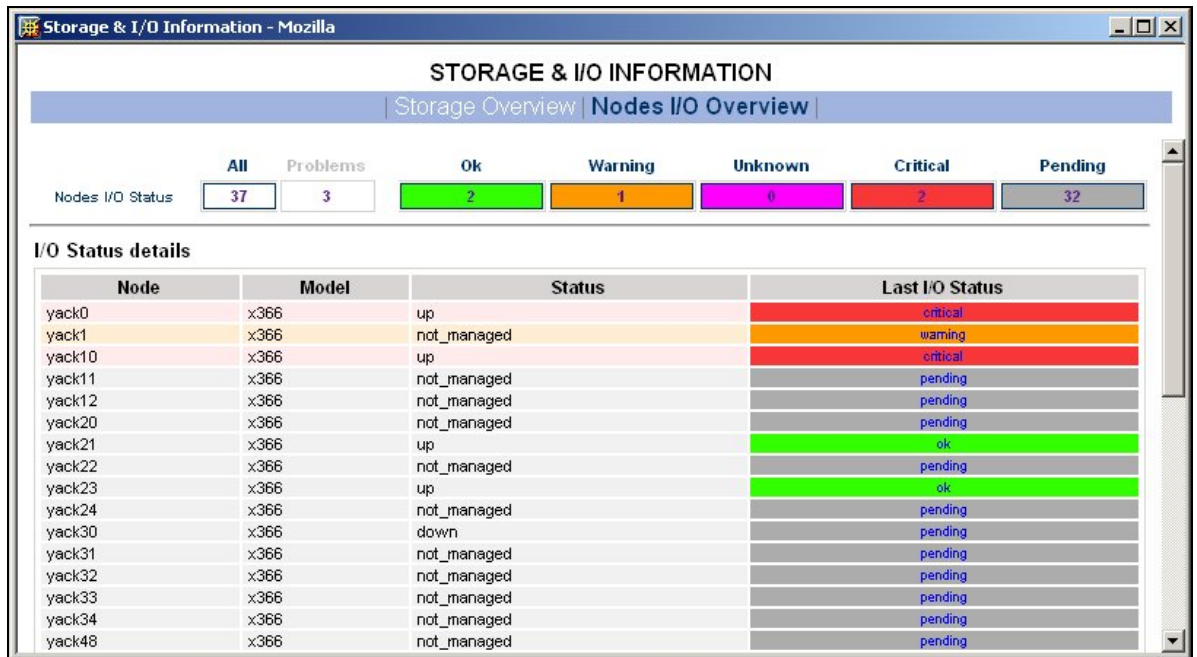 Storage & I/O Information - Mozilla
STORAGE & I/O INFORMATION
| Storage Overview | Nodes I/O Overview |
All Problems Ok Warning Unknown Critical Pending
Nodes I/O Status 37 3 2 1 0 2 32
I/O Status details
Node Model Status Last I/O Status
yack0 x366 up critical
yack1 x366 not_managed warning
yack10 x366 up critical
yack11 x366 not_managed pending
yack12 x366 not_managed pending
yack20 x366 not_managed pending
yack21 x366 up ok
yack22 x366 not_managed pending
yack23 x366 up ok
yack24 x366 not_managed pending
yack30 x366 down pending
yack31 x366 not_managed pending
yack32 x366 not_managed pending
yack33 x366 not_managed pending
yack34 x366 not_managed pending
yack48 x366 not_managed pending